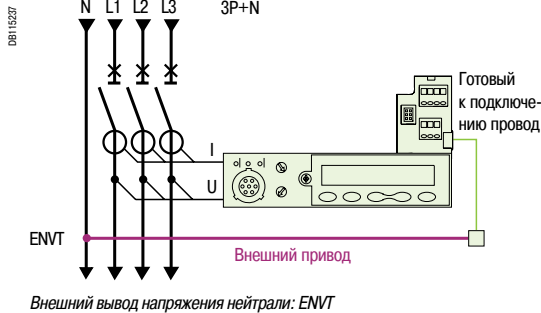 DB115237
N L1 L2 L3 3P+N
Готовый
к подключе-
нию провод
I
U
ENVT
Внешний привод
Внешний вывод напряжения нейтрали: ENVT